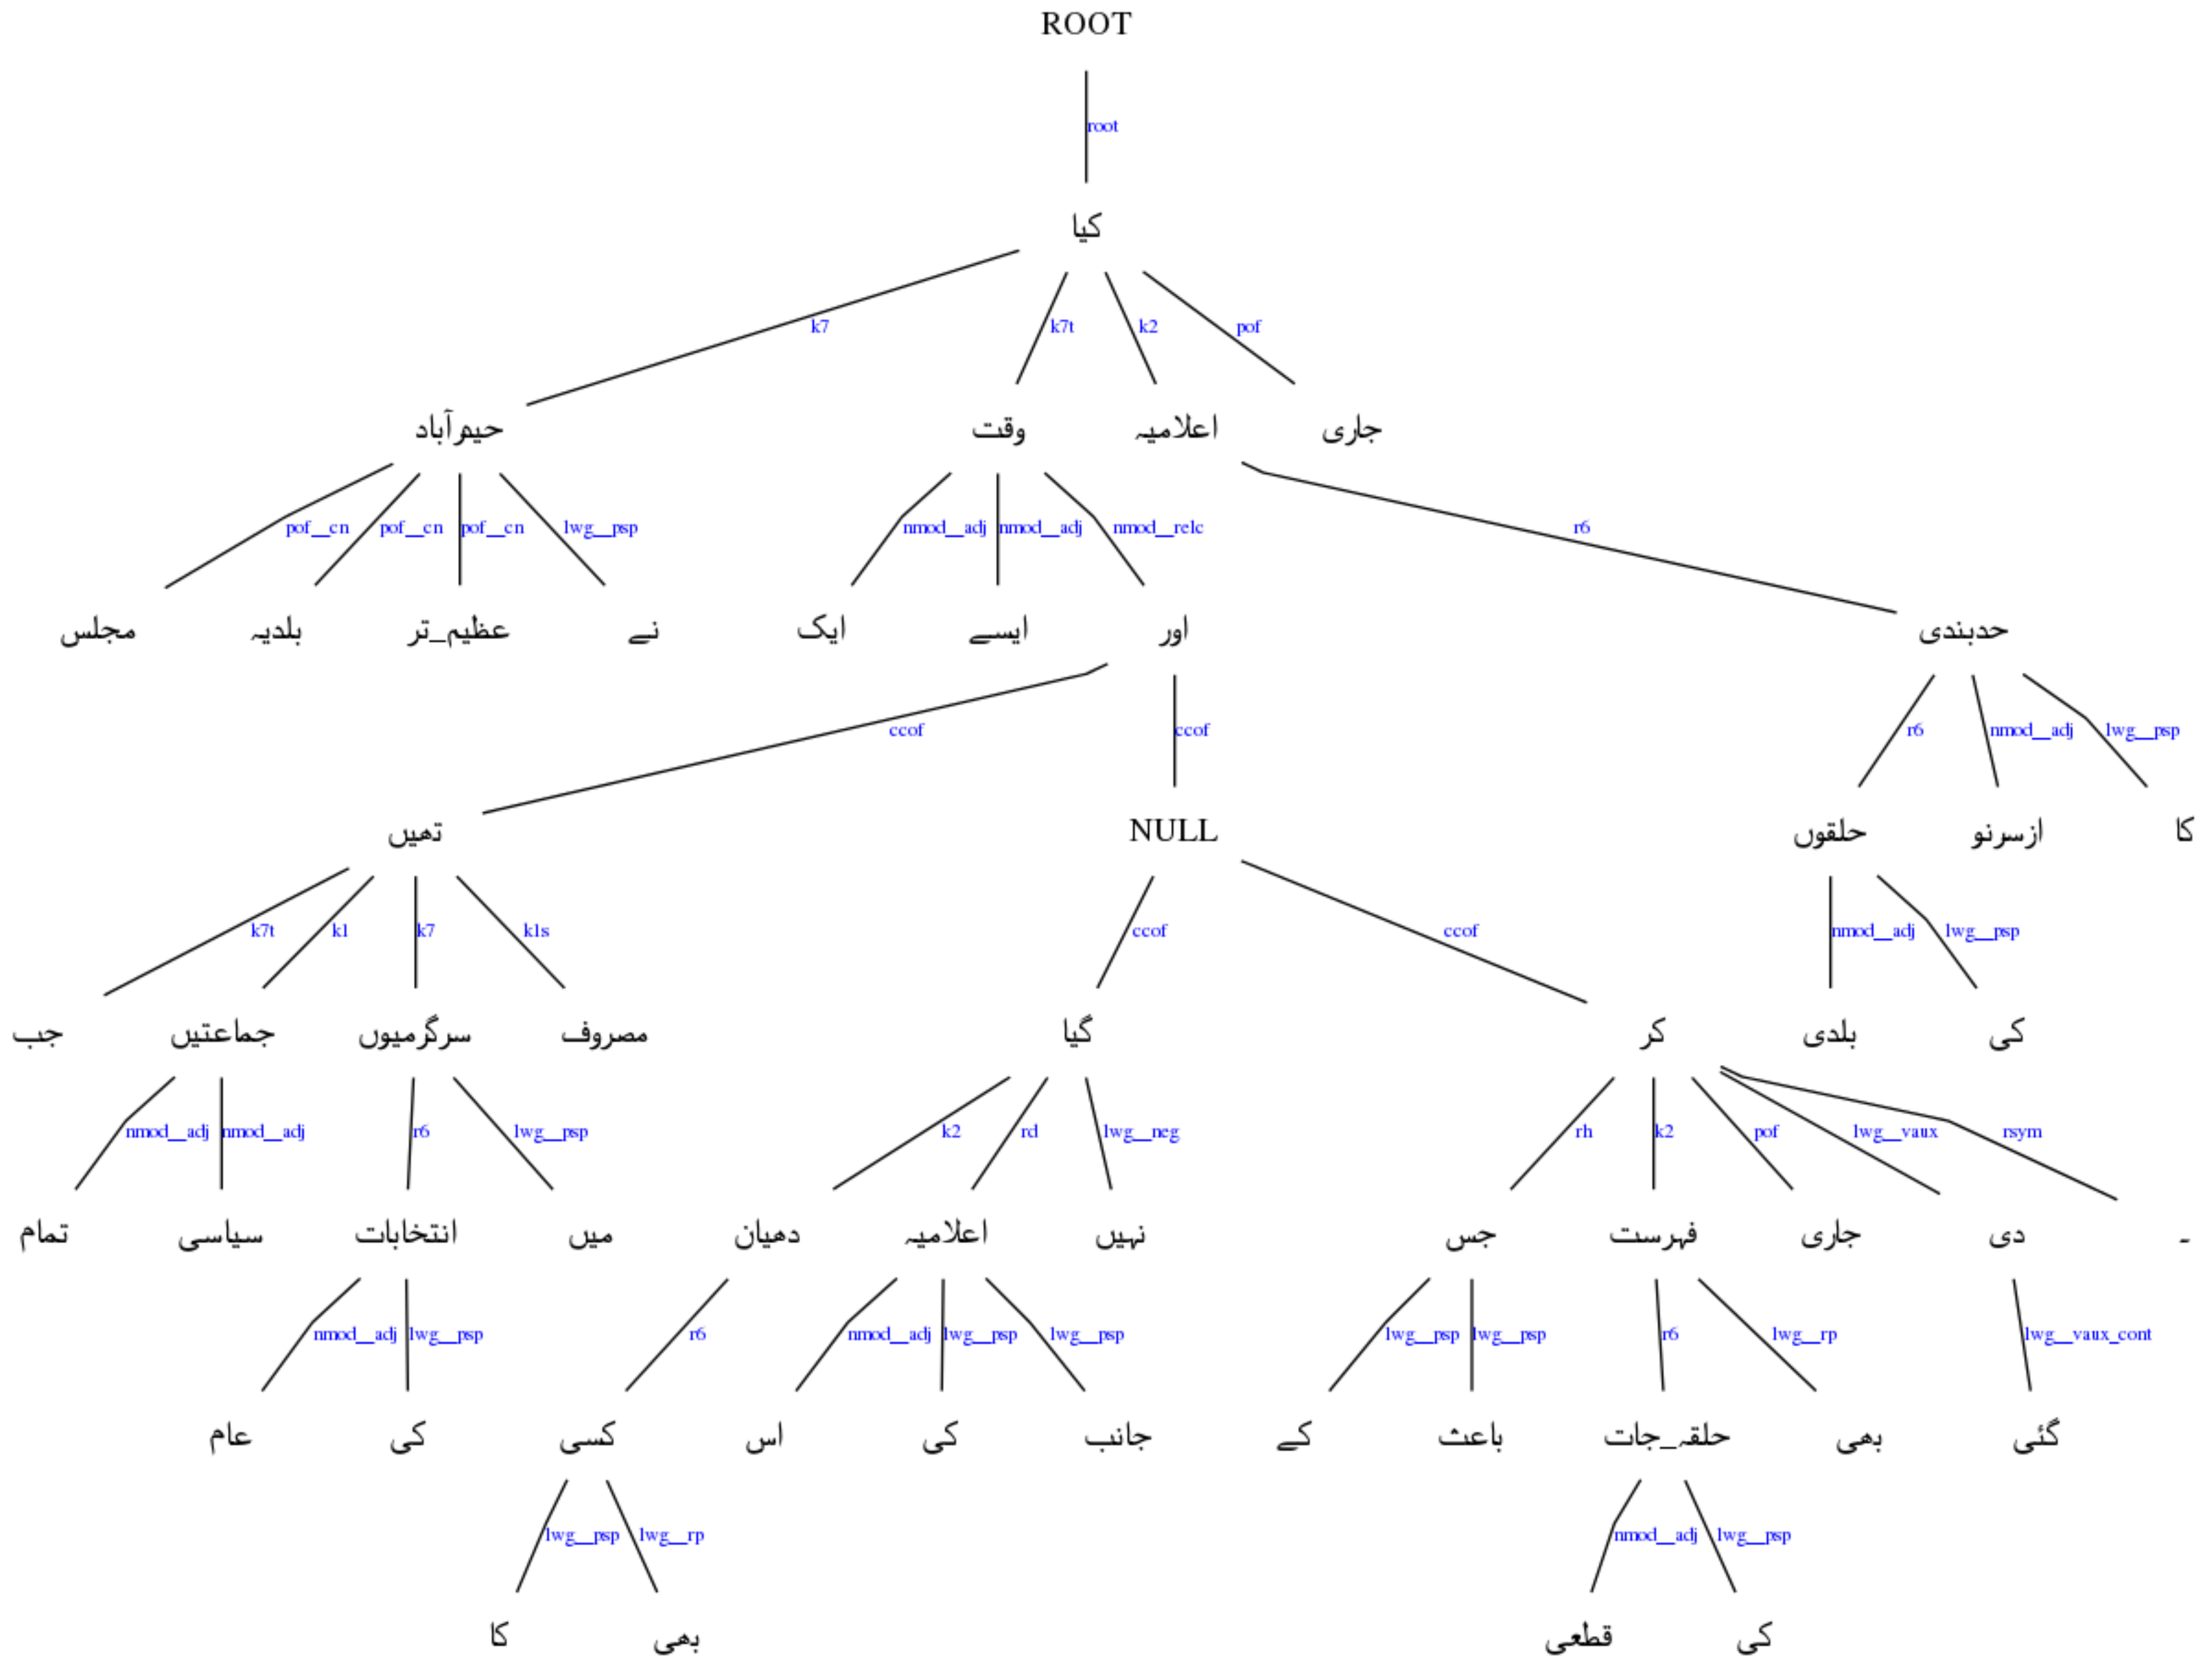 ROOT
root
کیا
k7 k7t k2 pof
وقت اعلامیہ جاری
pof__cn pof__cn pof__cn lwg__psp nmod__adj nmod__adj nmod__relc r6
مجلس بلدیہ عظیم_تر نے ایک ایسے اور حدبندی
ccof ccof r6 nmod__adj lwg__psp
تھیں NULL حلقوں ازسرنو کا
k7t k1 k7 k1s ccof ccof nmod__adj lwg__psp
جب جماعتیں سرگرمیوں مصروف گیا کر بلدی کی
nmod__adj nmod__adj r6 lwg__psp k2 rd lwg__neg rh k2 pof lwg__vaux rsym
تمام سیاسی انتخابات میں دھیان اعلامیہ نہیں جس فہرست جاری دی ۔
nmod__adj lwg__psp r6 nmod__adj lwg__psp lwg__psp lwg__psp lwg__psp r6 lwg__rp lwg__vaux_cont
عام کی کسی اس کی جانب کے باعث حلقہ_جات بھی گئی
lwg__psp lwg__rp nmod__adj lwg__psp
کا بھی قطعی کی